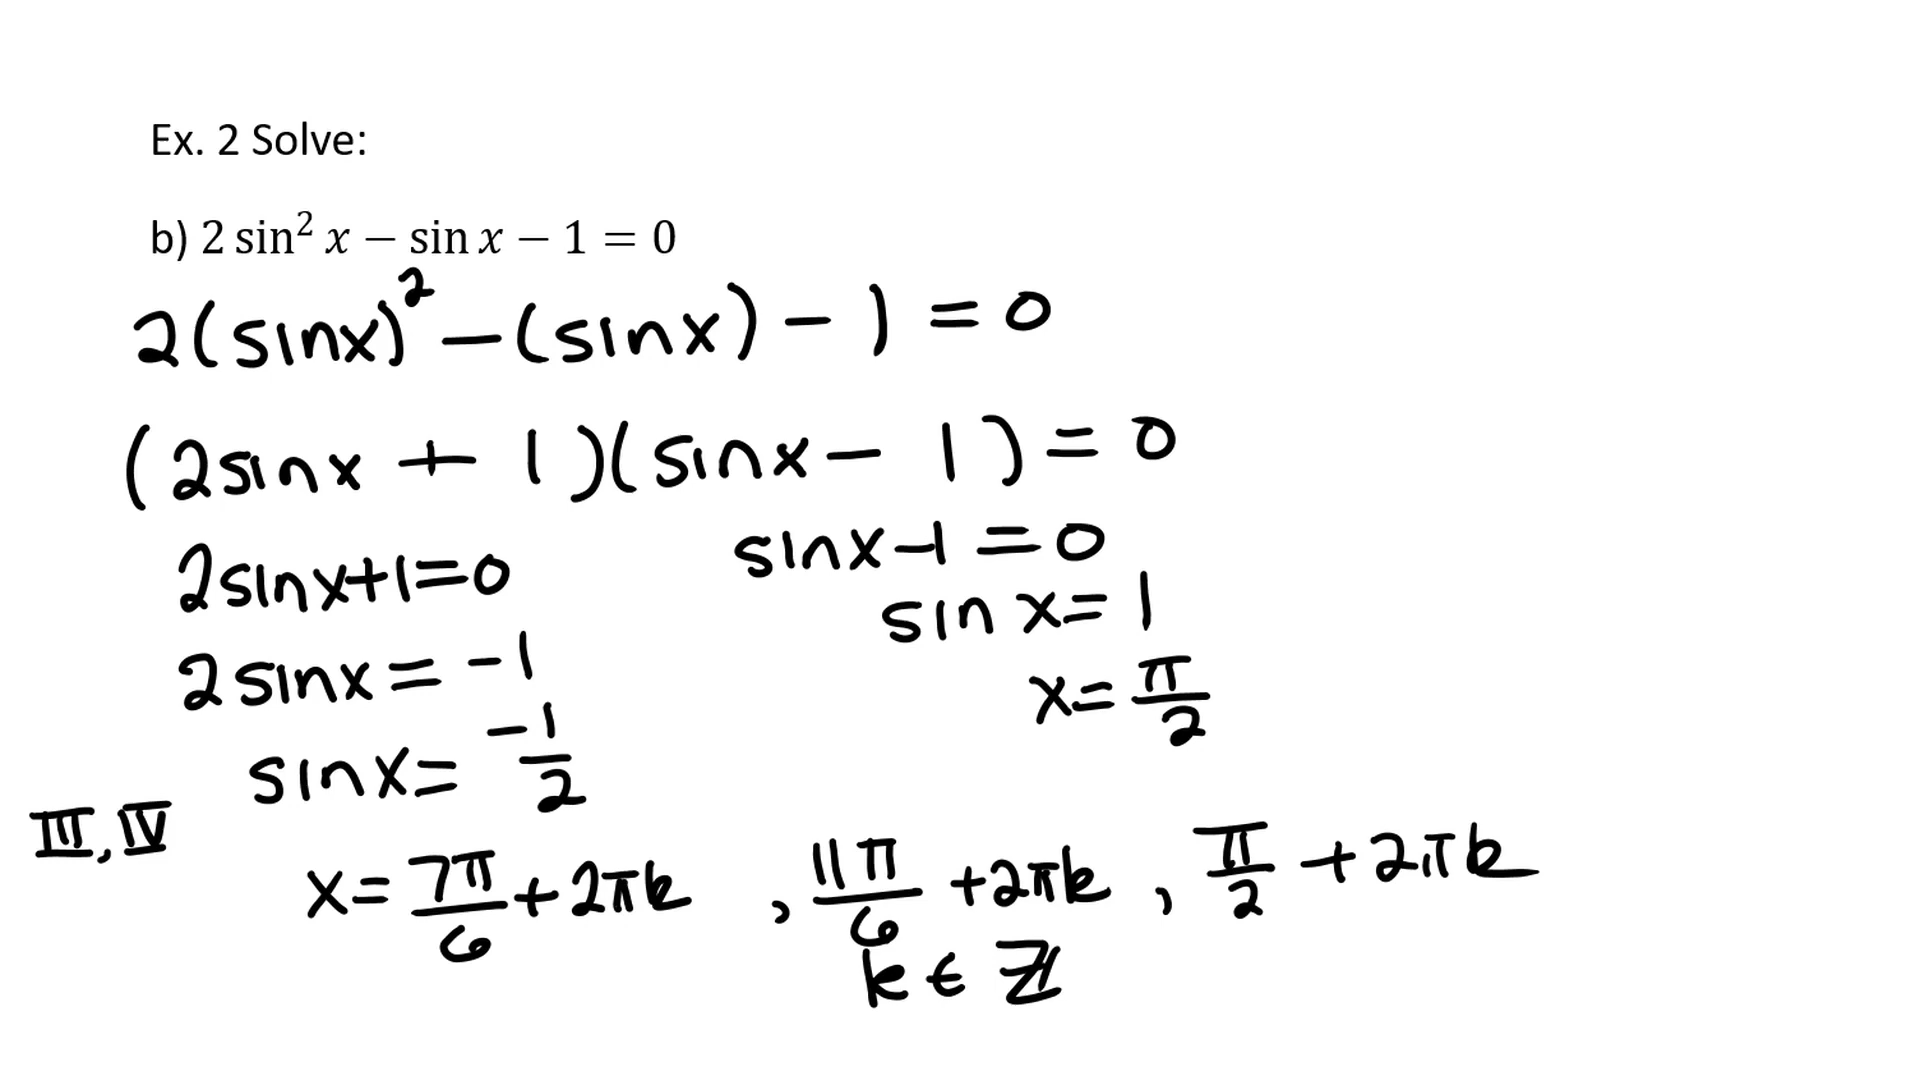 Ex. 2 Solve:
b) 2 sin² x − sin x − 1 = 0
2(sinx)² − (sinx) − 1 = 0
(2sinx + 1)(sinx − 1) = 0
2sinx+1=0
2sinx = -1
sinx = -1/2
sinx-1=0
sin x = 1
x = π/2
III, IV
x = 7π/6 + 2πk , 11π/6 + 2πk , π/2 + 2πk
k ∈ ℤ